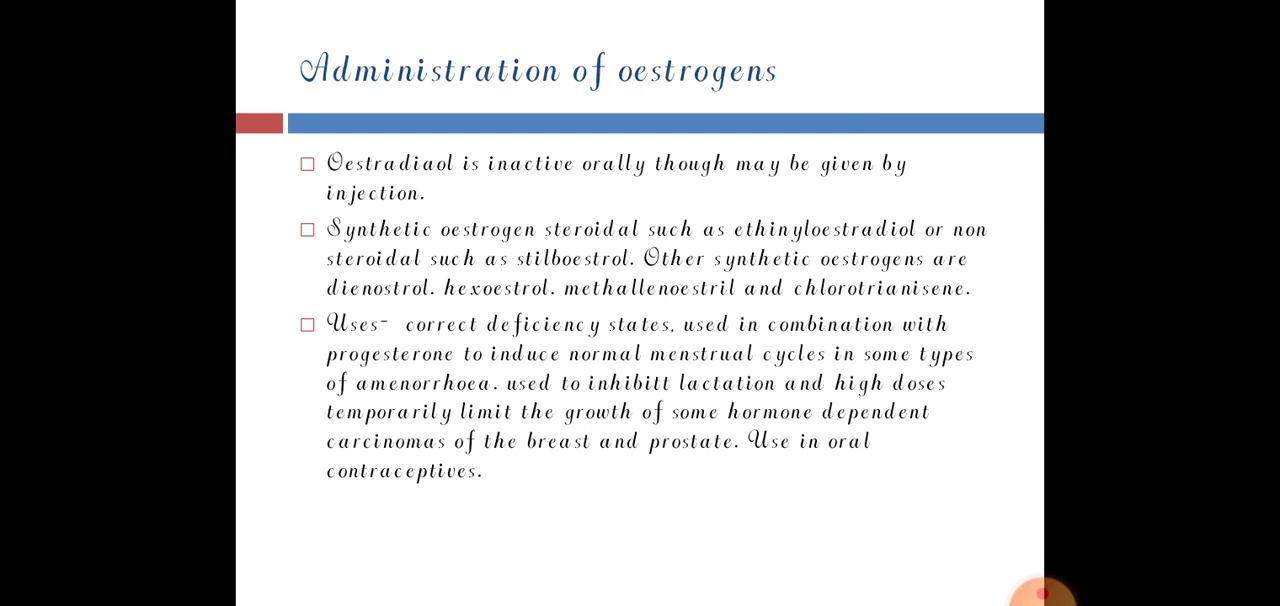 Administration of oestrogens
Oestradiaol is inactive orally though may be given by
injection.
Synthetic oestrogen steroidal such as ethinyloestradiol or non
steroidal such as stilboestrol. Other synthetic oestrogens are
dienostrol. hexoestrol. methallenoestril and chlorotrianisene.
Uses- correct deficiency states, used in combination with
progesterone to induce normal menstrual cycles in some types
of amenorrhoea. used to inhibitt lactation and high doses
temporarily limit the growth of some hormone dependent
carcinomas of the breast and prostate. Use in oral
contraceptives.